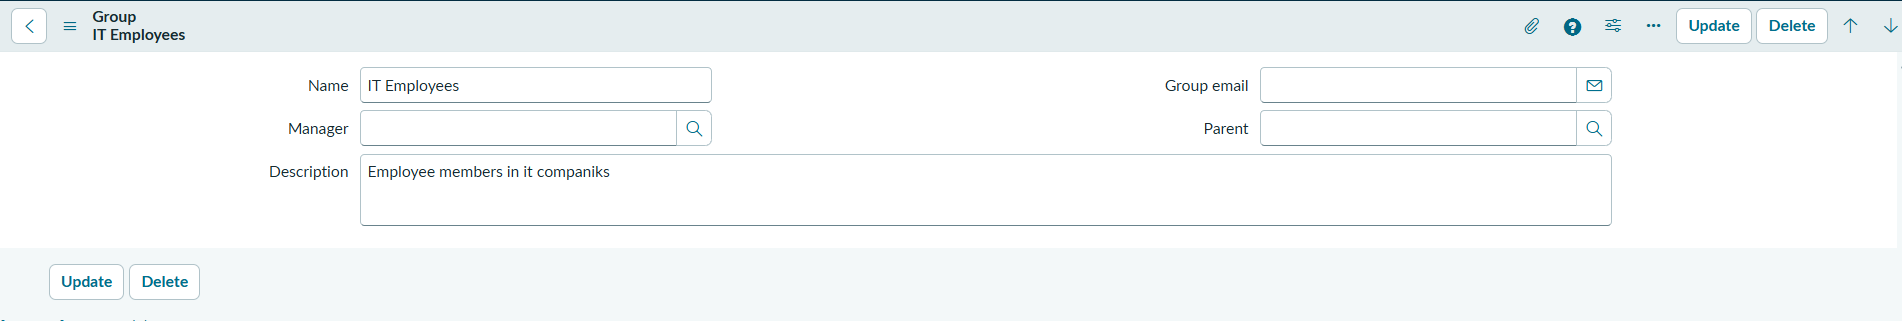 Group
IT Employees
Update
Delete
Name
IT Employees
Group email
Manager
Parent
Description
Employee members in it companiks
Update
Delete